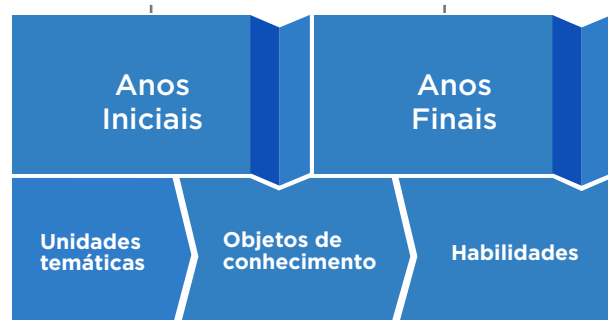 Anos
Iniciais
Anos
Finais
Unidades
temáticas
Objetos de
conhecimento
Habilidades